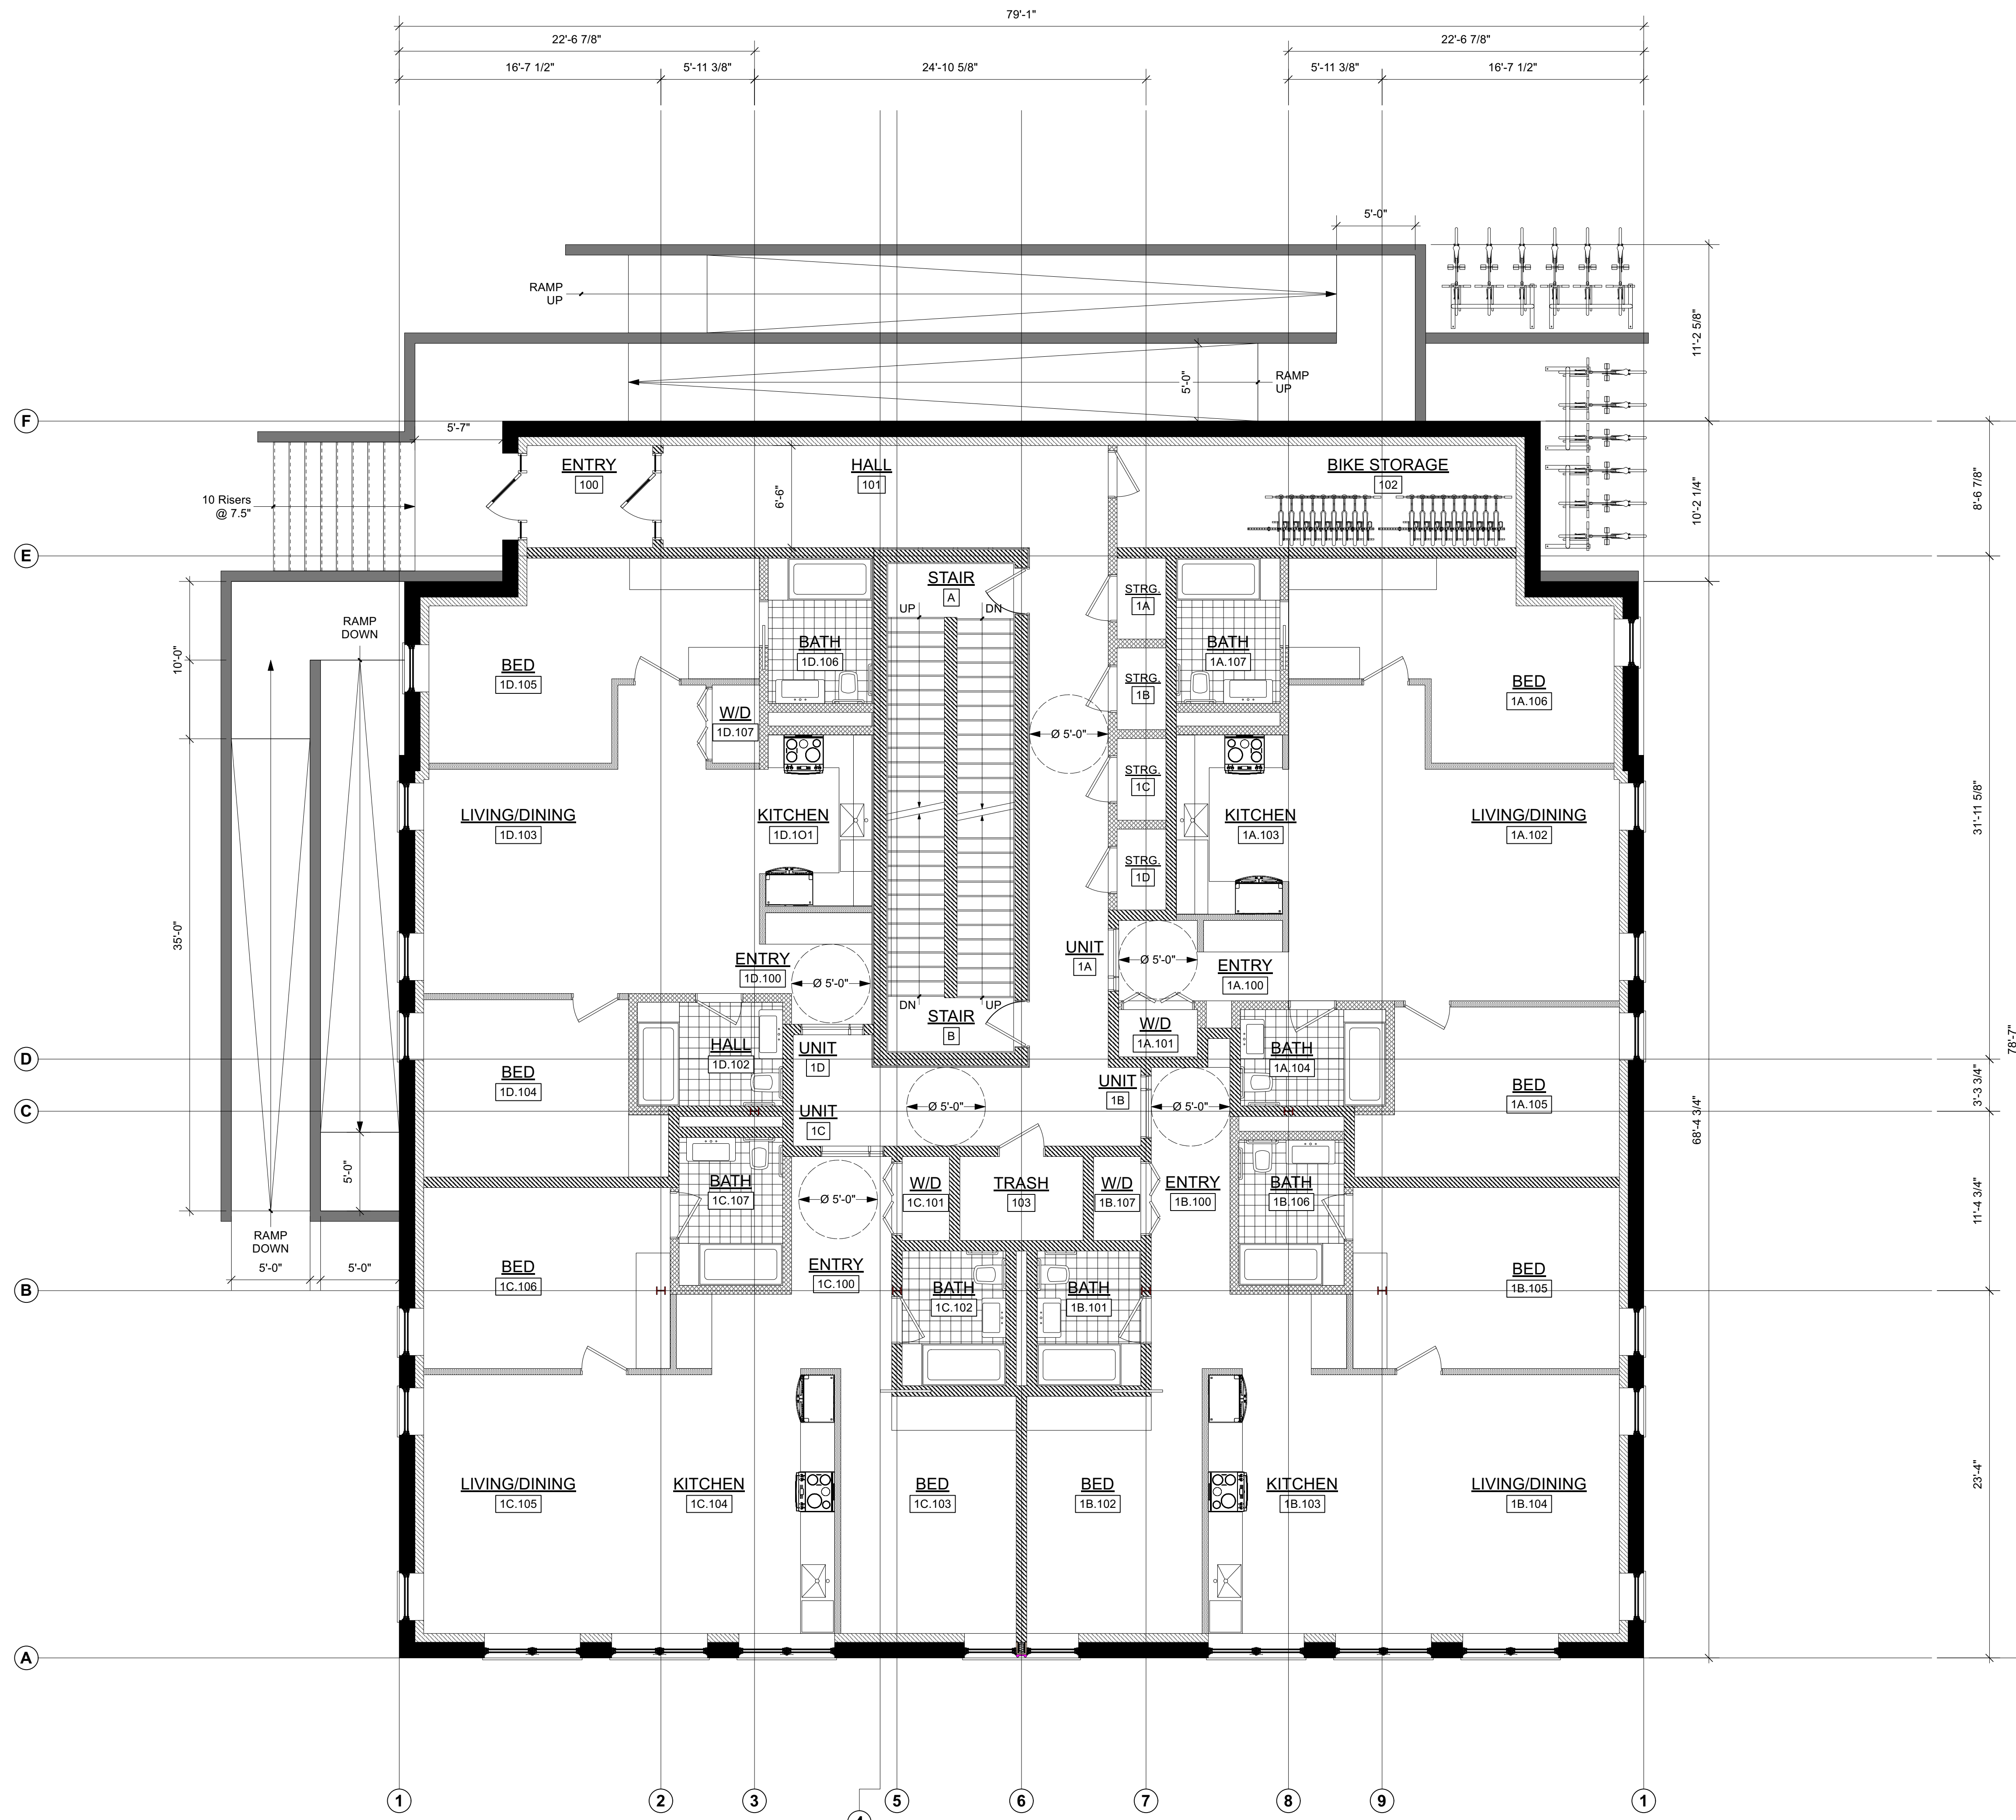 79'-1"
22'-6 7/8"
22'-6 7/8"
16'-7 1/2"
5'-11 3/8"
24'-10 5/8"
5'-11 3/8"
16'-7 1/2"
5'-0"
RAMP
UP
11'-2 5/8"
RAMP
UP
5'-0"
F
5'-7"
ENTRY
100
HALL
101
BIKE STORAGE
102
6'-6"
10 Risers
@ 7.5"
10'-2 1/4"
8'-6 7/8"
E
STAIR
A
UP
DN
STRG.
1A
RAMP
DOWN
10'-0"
BATH
1D.106
BATH
1A.107
BED
1D.105
STRG.
1B
BED
1A.106
W/D
1D.107
Ø 5'-0"
STRG.
1C
LIVING/DINING
1D.103
KITCHEN
1D.1O1
KITCHEN
1A.103
LIVING/DINING
1A.102
31'-11 5/8"
STRG.
1D
35'-0"
UNIT
1A
ENTRY
1D.100
Ø 5'-0"
Ø 5'-0"
ENTRY
1A.100
DN
UP
STAIR
B
W/D
1A.101
HALL
1D.102
UNIT
1D
BATH
1A.104
78'-7"
D
BED
1D.104
UNIT
1B
BED
1A.105
3'-3 3/4"
C
UNIT
1C
Ø 5'-0"
Ø 5'-0"
68'-4 3/4"
5'-0"
BATH
1C.107
Ø 5'-0"
W/D
1C.101
TRASH
103
W/D
1B.107
ENTRY
1B.100
BATH
1B.106
11'-4 3/4"
RAMP
DOWN
5'-0"
5'-0"
BED
1C.106
ENTRY
1C.100
BED
1B.105
B
BATH
1C.102
BATH
1B.101
LIVING/DINING
1C.105
KITCHEN
1C.104
BED
1C.103
BED
1B.102
KITCHEN
1B.103
LIVING/DINING
1B.104
23'-4"
A
1
2
3
5
6
7
8
9
1
4